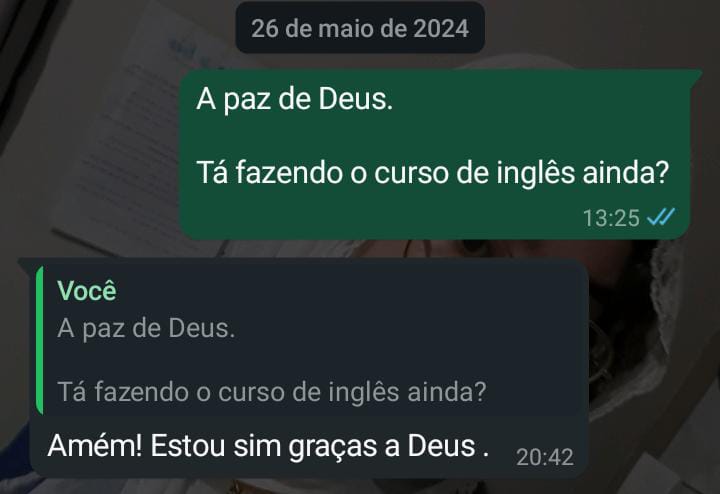 26 de maio de 2024
A paz de Deus.
Tá fazendo o curso de inglês ainda?
13:25
Você
A paz de Deus.
Tá fazendo o curso de inglês ainda?
Amém! Estou sim graças a Deus .
20:42